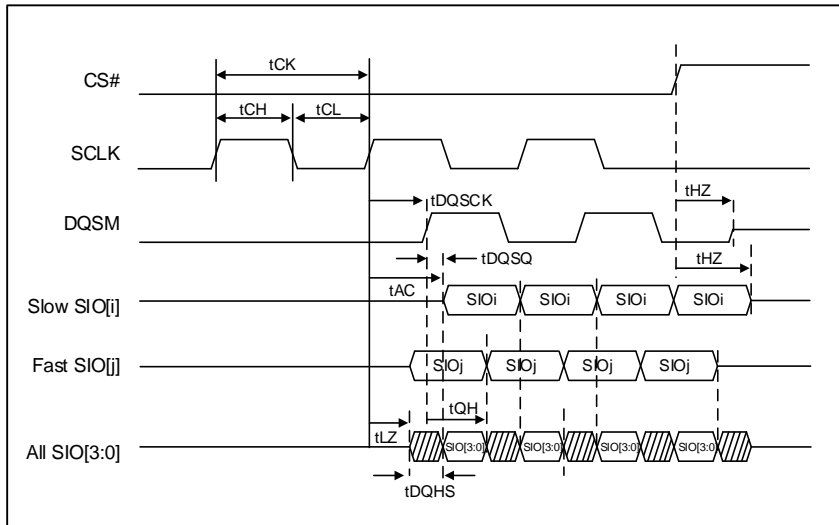 tCK
CS#
tCH
tCL
SCLK
tHZ
tDQSCK
DQSM
tDQSQ
tHZ
tAC
Slow SIO[i]
SIOi SIOi SIOi SIOi
Fast SIO[j]
SIOj SIOj SIOj SIOj
tQH
tLZ
All SIO[3:0]
SIO[3:0] SIO[3:0] SIO[3:0] SIO[3:0]
tDQHS